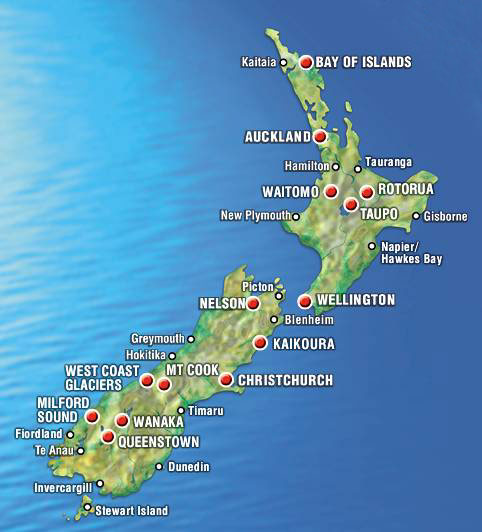 Kaitaia
BAY OF ISLANDS
AUCKLAND
Hamilton
Tauranga
WAITOMO
ROTORUA
TAUPO
New Plymouth
Gisborne
Napier/
Hawkes Bay
Picton
NELSON
WELLINGTON
Blenheim
Greymouth
KAIKOURA
Hokitika
WEST COAST
GLACIERS
MT COOK
CHRISTCHURCH
MILFORD
SOUND
Timaru
WANAKA
Fiordland
QUEENSTOWN
Te Anau
Dunedin
Invercargill
Stewart Island